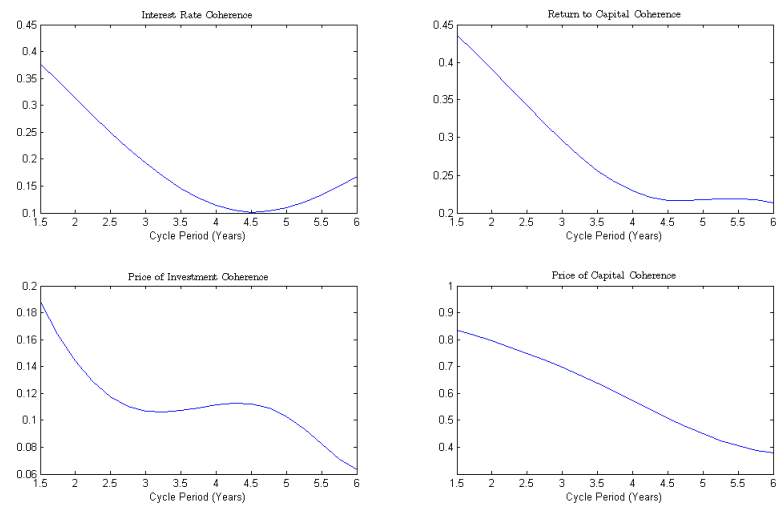 Interest Rate Coherence
0.45
0.4
0.35
0.3
0.25
0.2
0.15
0.1
1.5 2 2.5 3 3.5 4 4.5 5 5.5 6
Cycle Period (Years)
Return to Capital Coherence
0.45
0.4
0.35
0.3
0.25
0.2
1.5 2 2.5 3 3.5 4 4.5 5 5.5 6
Cycle Period (Years)
Price of Investment Coherence
0.2
0.18
0.16
0.14
0.12
0.1
0.08
0.06
1.5 2 2.5 3 3.5 4 4.5 5 5.5 6
Cycle Period (Years)
Price of Capital Coherence
1
0.9
0.8
0.7
0.6
0.5
0.4
1.5 2 2.5 3 3.5 4 4.5 5 5.5 6
Cycle Period (Years)